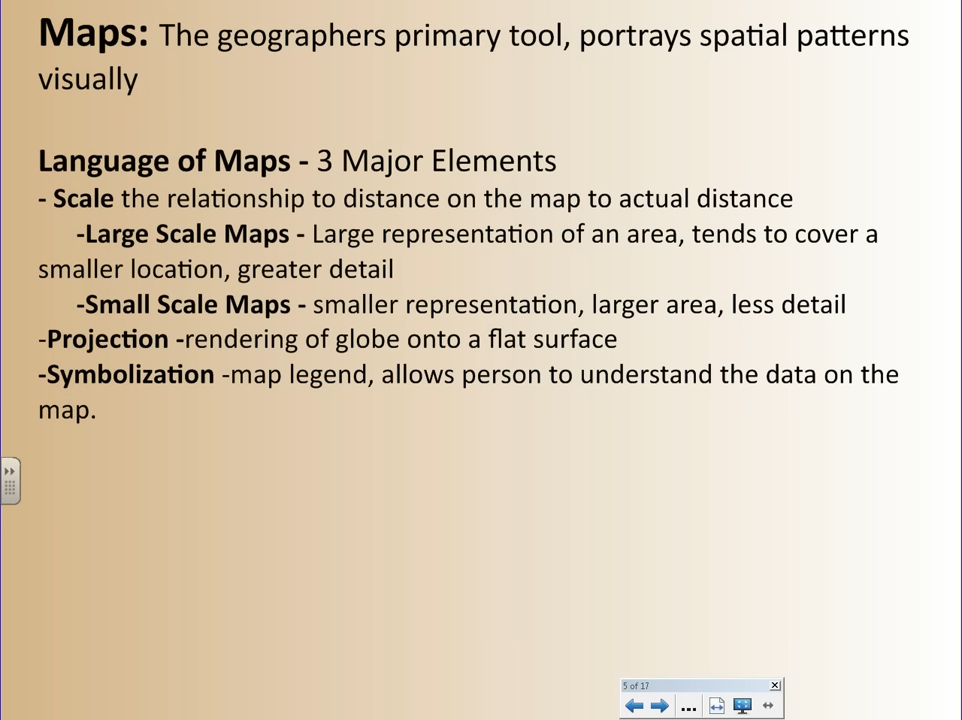 Maps: The geographers primary tool, portrays spatial patterns
visually
Language of Maps - 3 Major Elements
- Scale the relationship to distance on the map to actual distance
-Large Scale Maps - Large representation of an area, tends to cover a
smaller location, greater detail
-Small Scale Maps - smaller representation, larger area, less detail
-Projection -rendering of globe onto a flat surface
-Symbolization -map legend, allows person to understand the data on the
map.
5 of 17
...